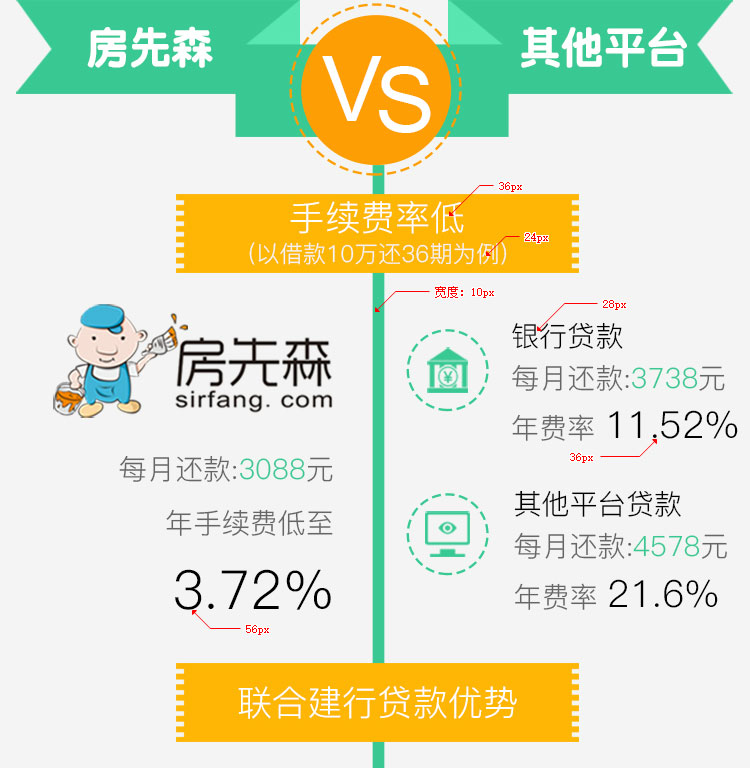 房先森
VS
其他平台
36px
手续费率低
24px
(以借款10万还36期为例)
宽度：10px
房先森
sirfang. com
每月还款:3088元
年手续费低至
3.72%
56px
28px
银行贷款
每月还款:3738元
年费率 11.52%
36px
其他平台贷款
每月还款:4578元
年费率 21.6%
联合建行贷款优势